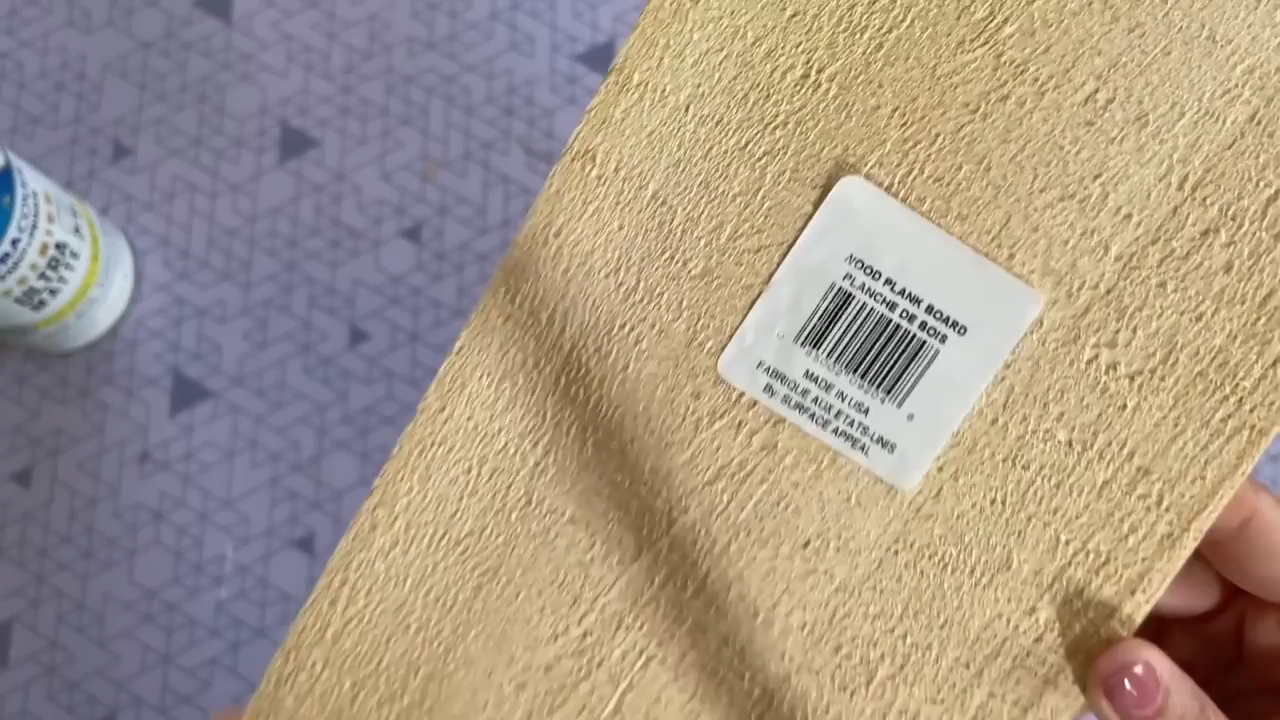 ULTRA
MATTE
WOOD PLANK BOARD
PLANCHE DE BOIS
MADE IN USA
FABRIQUE AUX ETATS-UNIS
By: SURFACE APPEAL